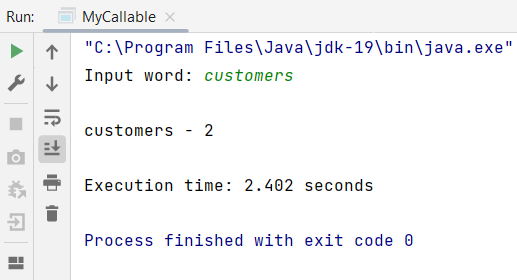 Run: MyCallable
"C:\Program Files\Java\jdk-19\bin\java.exe"
Input word: customers
customers - 2
Execution time: 2.402 seconds
Process finished with exit code 0